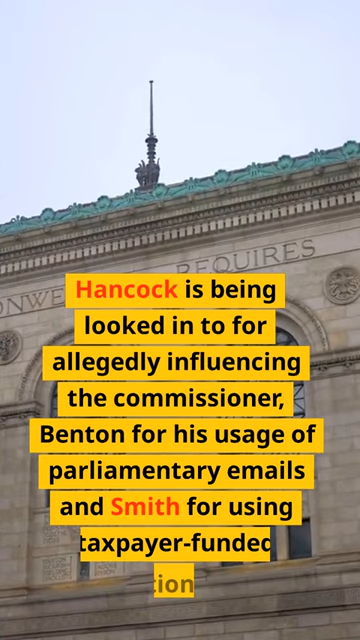 REQUIRES
Hancock is being
looked in to for
allegedly influencing
the commissioner,
Benton for his usage of
parliamentary emails
and Smith for using
taxpayer-funded